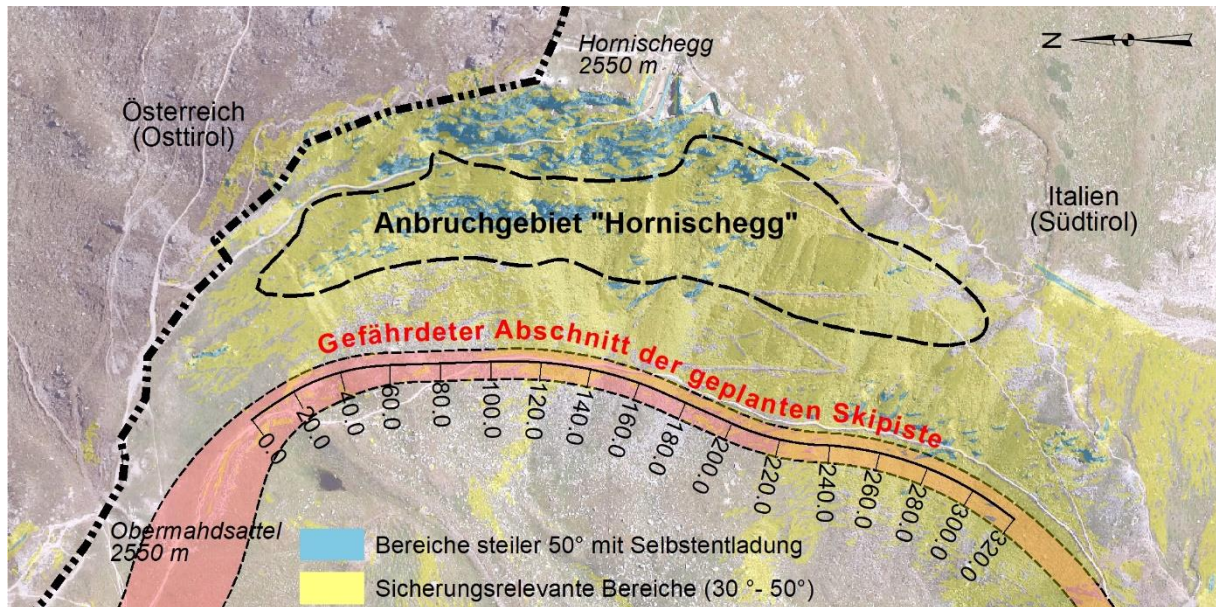 Hornischegg
2550 m
N
Österreich
(Osttirol)
Italien
(Südtirol)
Anbruchgebiet "Hornischegg"
Gefährdeter Abschnitt der geplanten Skipiste
0.0
20.0
40.0
60.0
80.0
100.0
120.0
140.0
160.0
180.0
200.0
220.0
240.0
260.0
280.0
300.0
320.0
Obermahdsattel
2550 m
Bereiche steiler 50° mit Selbstentladung
Sicherungsrelevante Bereiche (30 °- 50°)